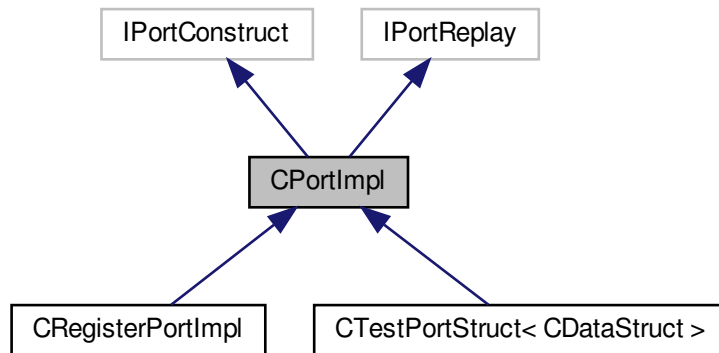 IPortConstruct
IPortReplay
CPortImpl
CRegisterPortImpl
CTestPortStruct< CDataStruct >